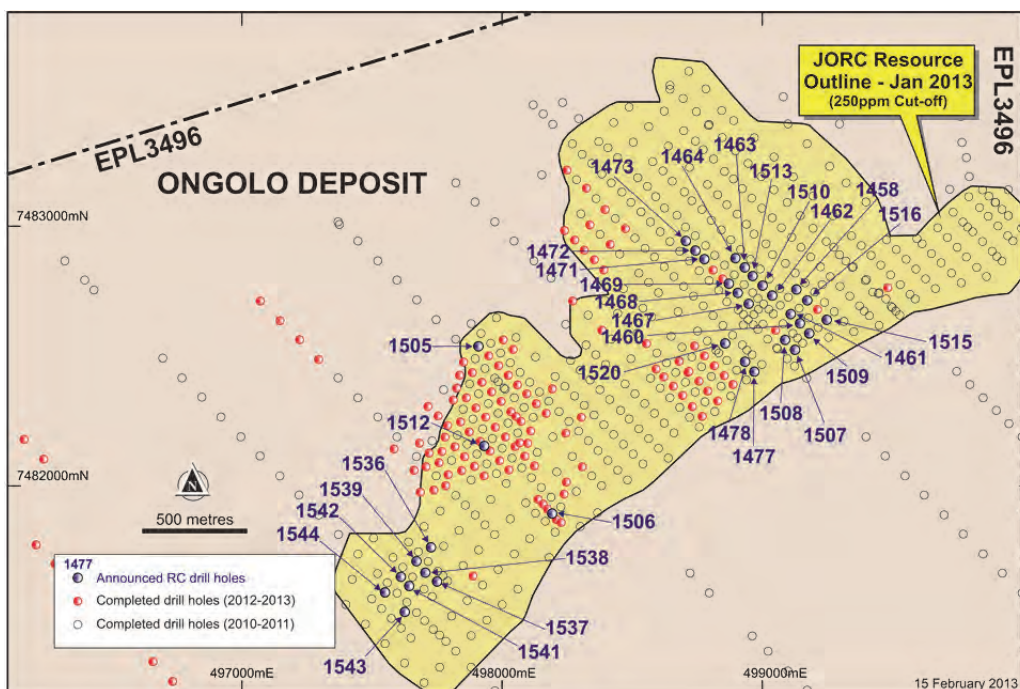 JORC Resource
Outline - Jan 2013
(250ppm Cut-off)
EPL3496
EPL3496
ONGOLO DEPOSIT
7483000mN
7482000mN
1473
1464
1463
1513
1510
1462
1458
1516
1472
1471
1469
1468
1467
1460
1505
1520
1515
1461
1509
1508
1507
1478
1477
1512
1536
1539
1542
1544
1506
1538
1537
1541
1543
N
500 metres
1477
Announced RC drill holes
Completed drill holes (2012-2013)
Completed drill holes (2010-2011)
497000mE
498000mE
499000mE
15 February 2013